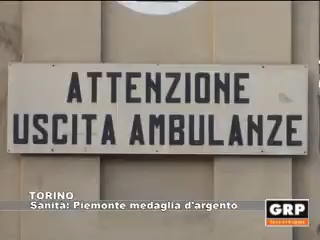 ATTENZIONE
USCITA AMBULANZE
TORINO
Sanità: Piemonte medaglia d'argento
GRP